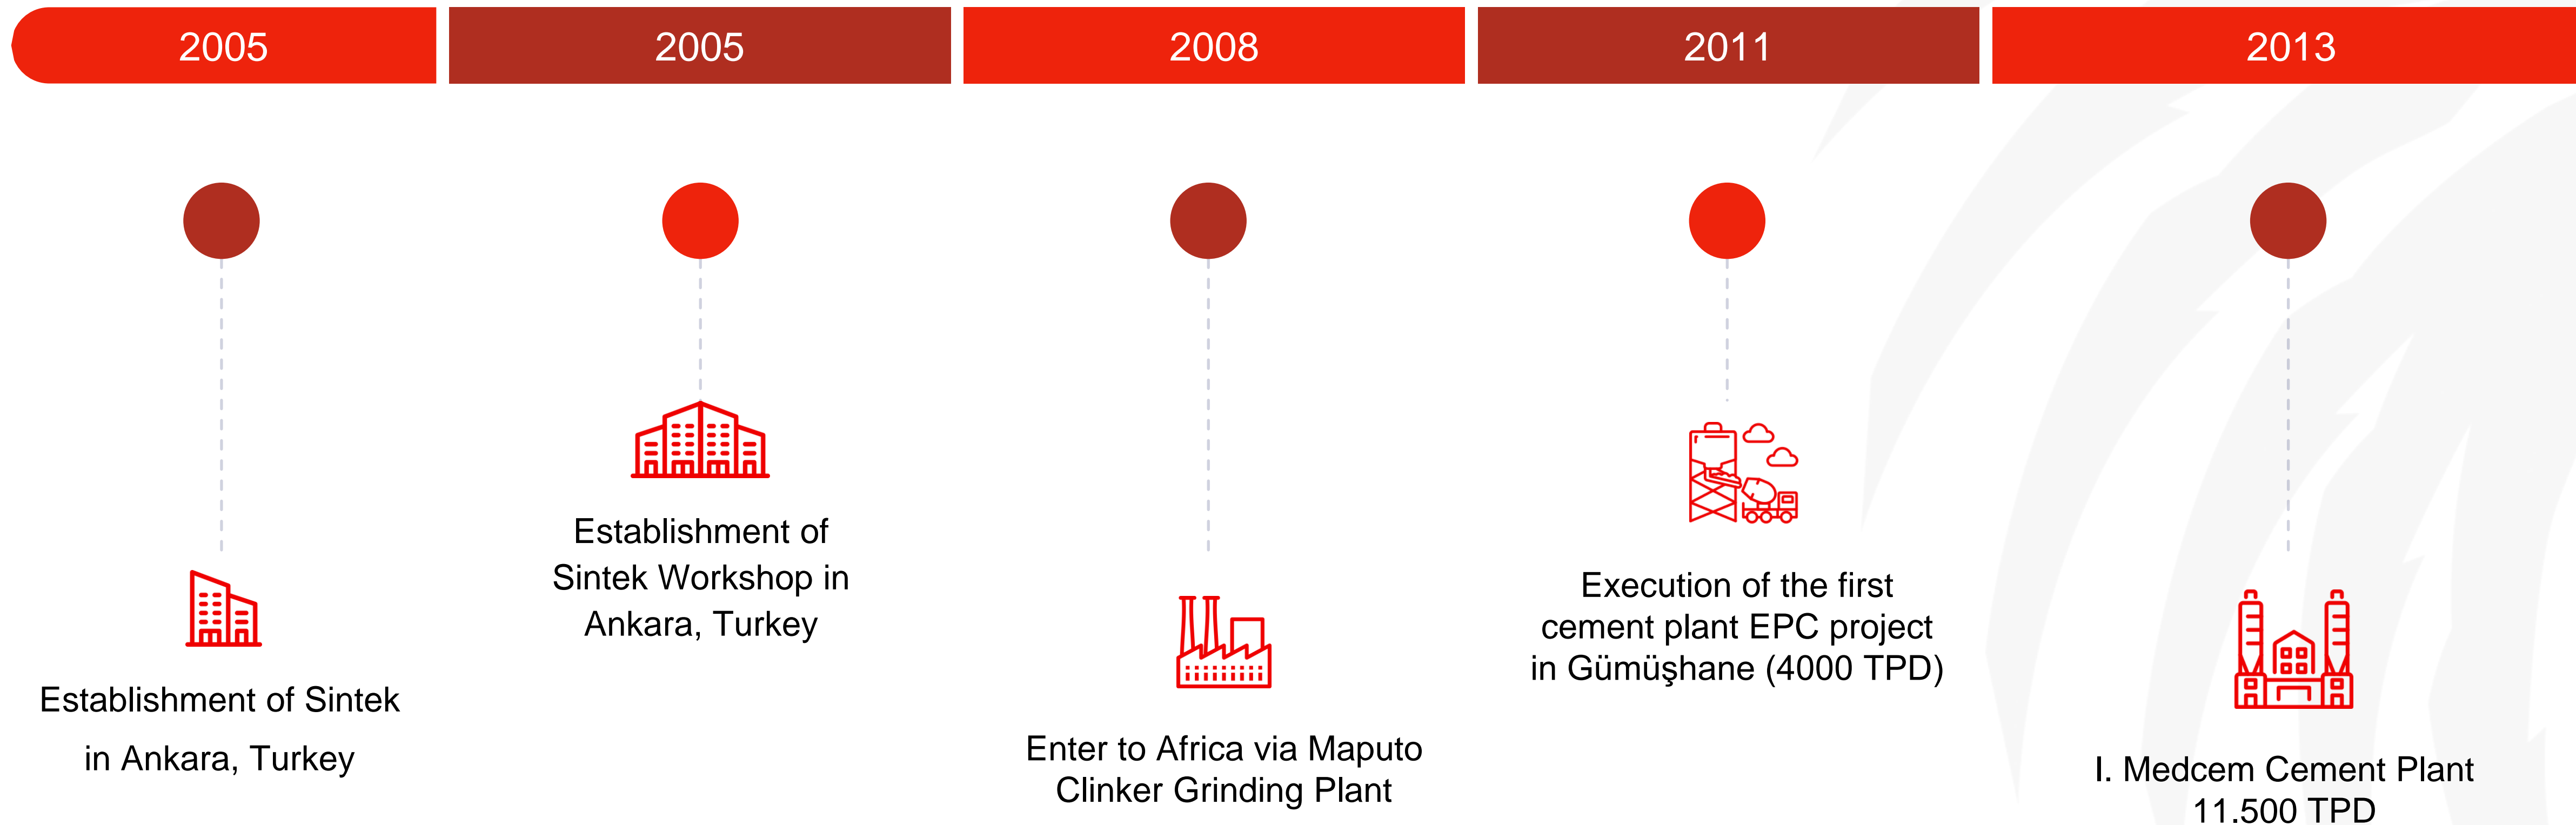 2005
2005
2008
2011
2013
Establishment of Sintek
in Ankara, Turkey
Establishment of
Sintek Workshop in
Ankara, Turkey
Enter to Africa via Maputo
Clinker Grinding Plant
Execution of the first
cement plant EPC project
in Gümüşhane (4000 TPD)
I. Medcem Cement Plant
11.500 TPD